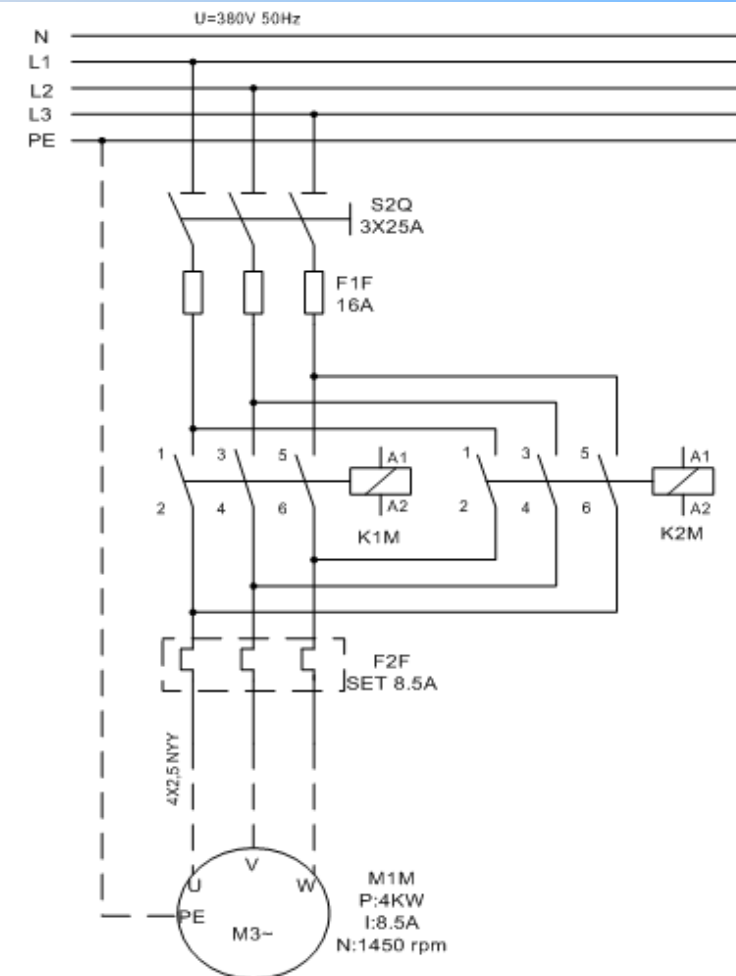 U=380V 50Hz
N
L1
L2
L3
PE
S2Q
3X25A
F1F
16A
1 3 5 A1 1 3 5 A1
2 4 6 A2 2 4 6 A2
K1M K2M
F2F
SET 8.5A
4X2,5 NYY
U V W
PE
M3~
M1M
P:4KW
I:8.5A
N:1450 rpm